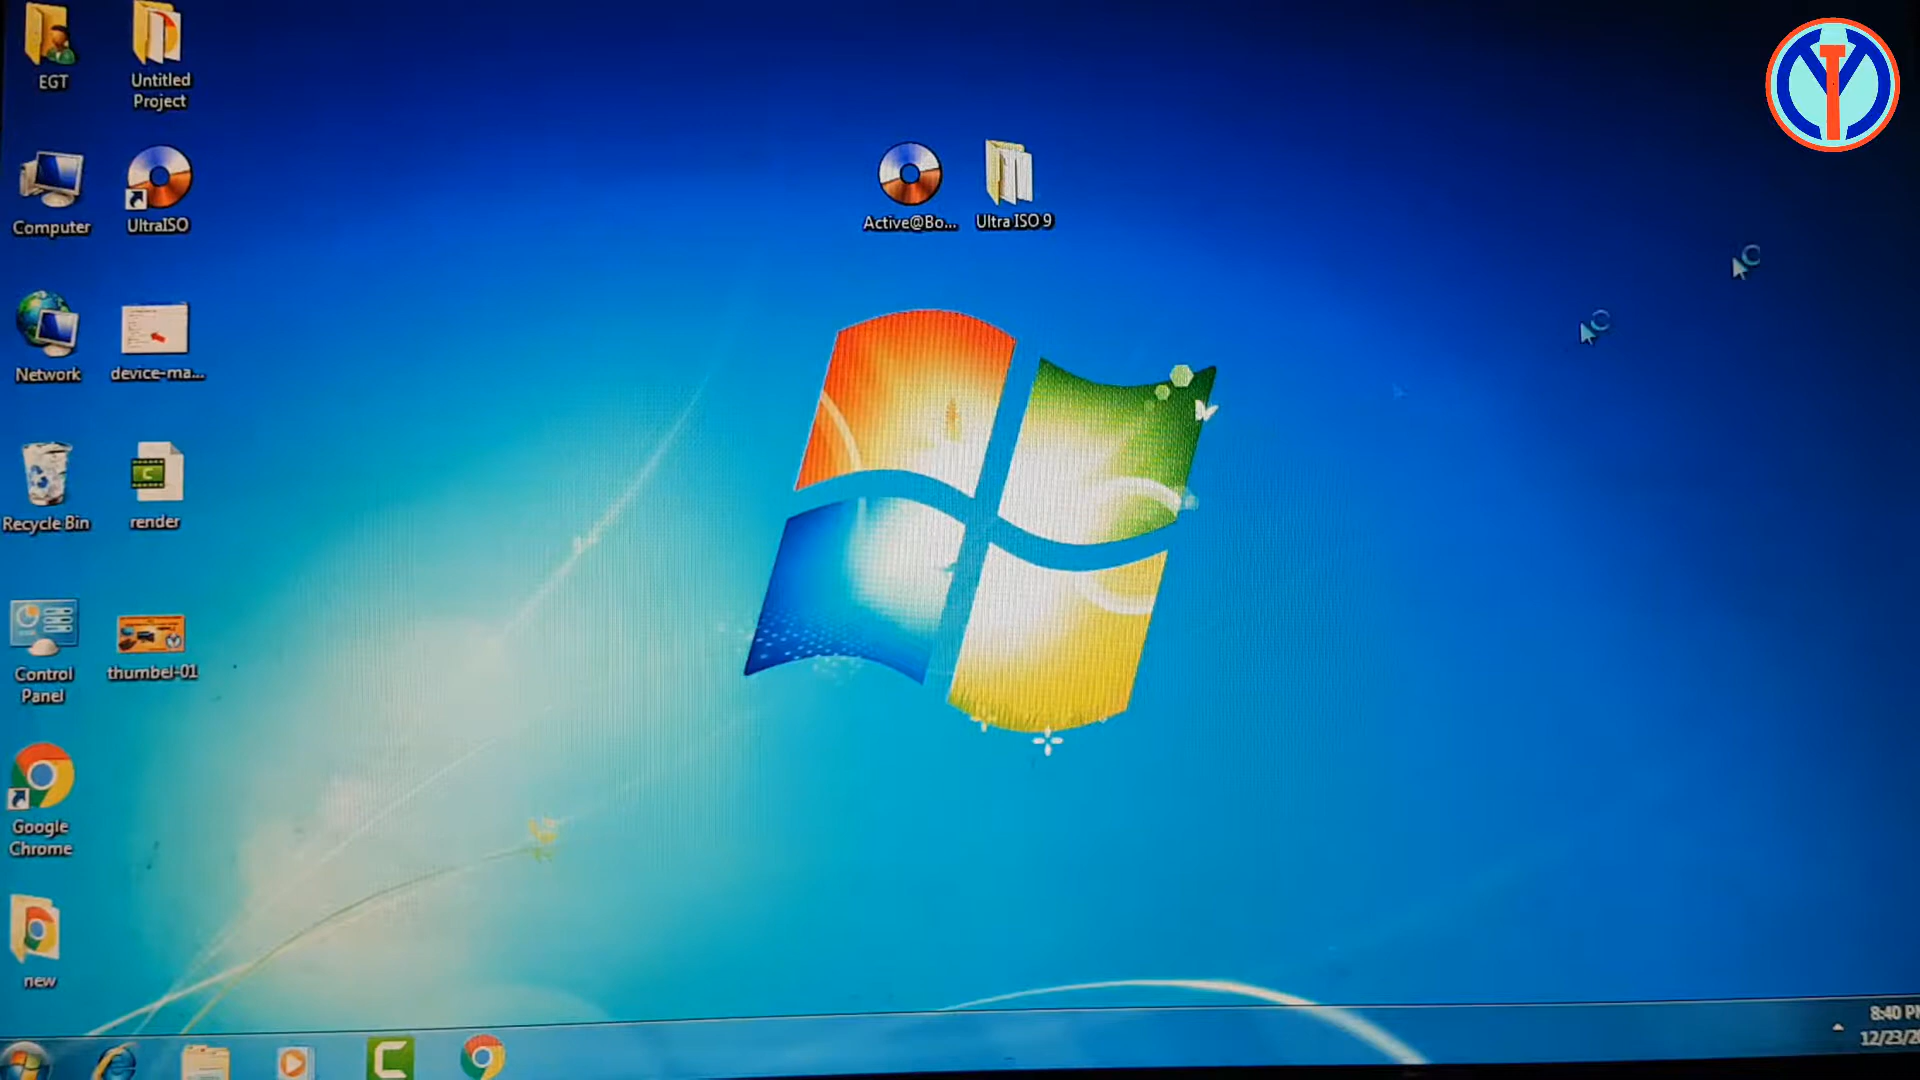 EGT
Untitled
Project
Computer
UltraISO
Active@Bo...
Ultra ISO 9
Network
device-ma...
Recycle Bin
render
Control
Panel
thumbel-01
Google
Chrome
new
8:40 PM
12/23/20